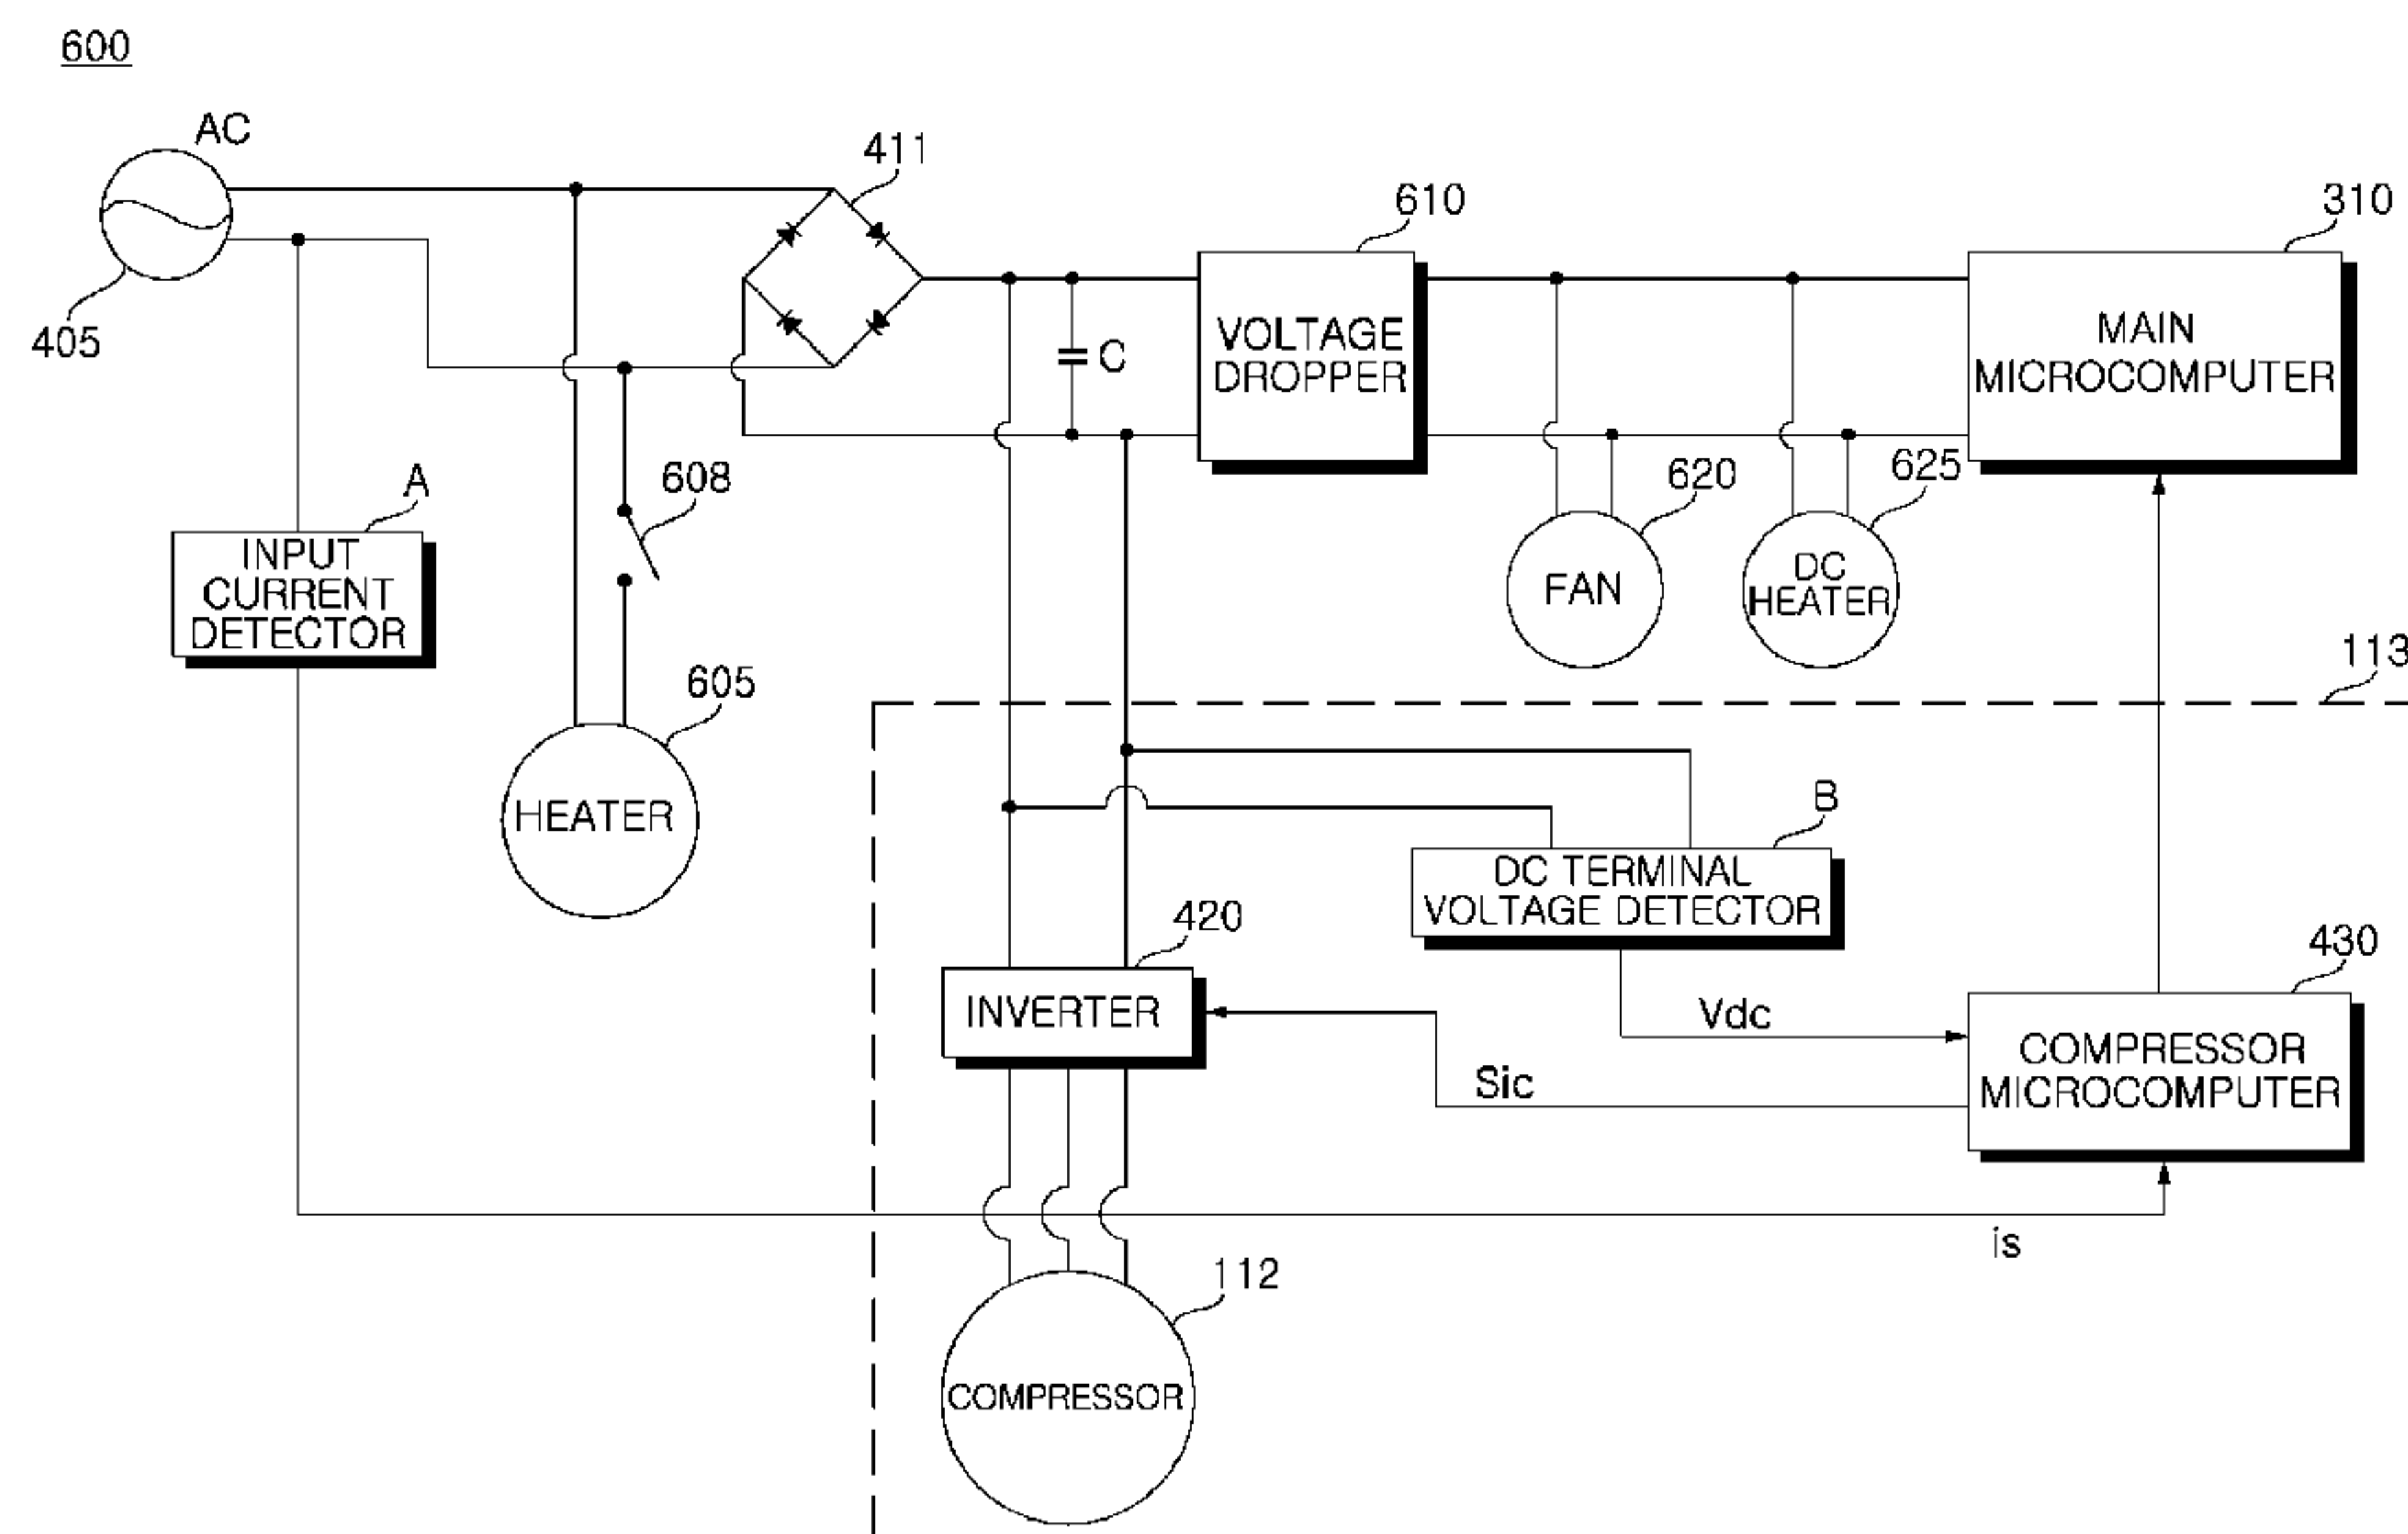 600
AC
411
610
310
405
C
VOLTAGE
DROPPER
MAIN
MICROCOMPUTER
A
608
620
625
INPUT
CURRENT
DETECTOR
FAN
DC
HEATER
113
605
HEATER
B
DC TERMINAL
VOLTAGE DETECTOR
420
430
INVERTER
Vdc
COMPRESSOR
MICROCOMPUTER
Sic
is
112
COMPRESSOR